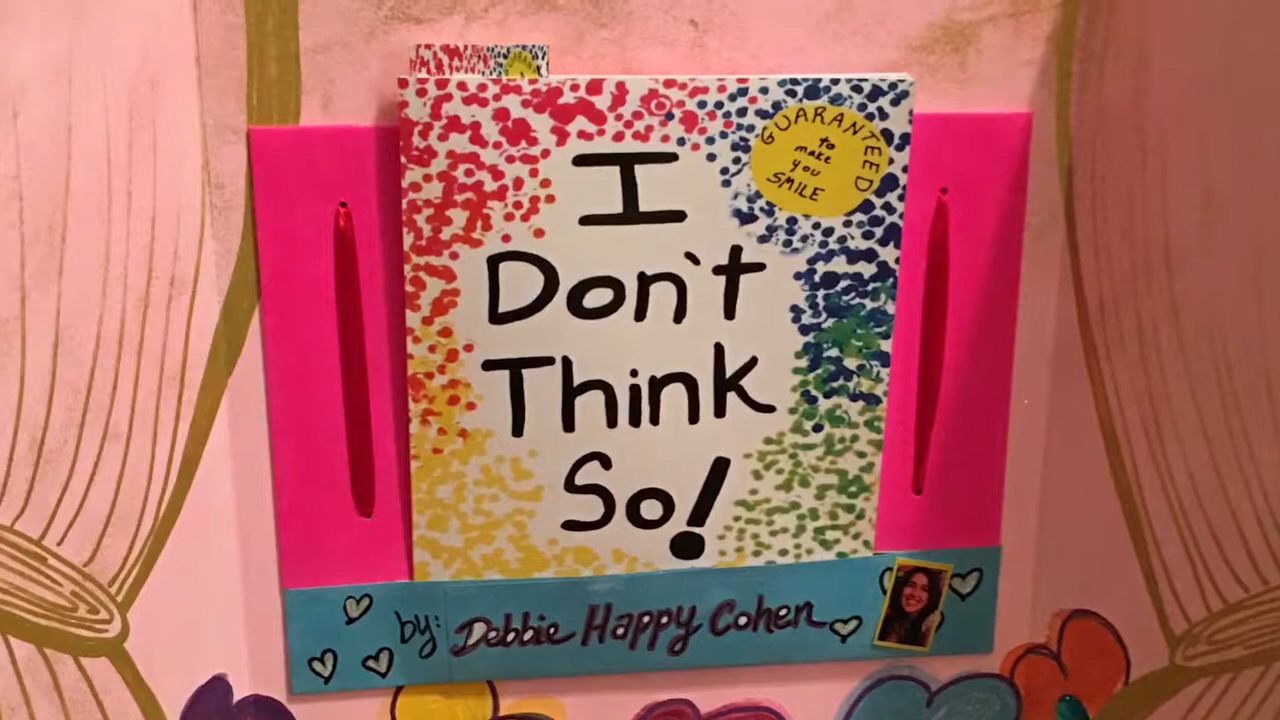 GUARANTEED
to
make
you
SMILE
I
Don't
Think
So!
by: Debbie Happy Cohen